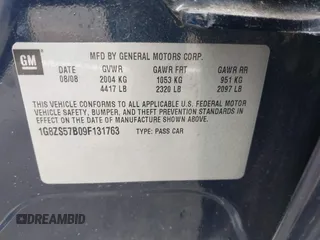 GM
MFD BY GENERAL MOTORS CORP.
DATE GVWR GAWR FRT GAWR RR
08/08 2004 KG 1053 KG 951 KG
4417 LB 2320 LB 2097 LB
THIS VEHICLE CONFORMS TO ALL APPLICABLE U.S. FEDERAL MOTOR
VEHICLE SAFETY, BUMPER, AND THEFT PREVENTION STANDARDS IN
EFFECT ON THE DATE OF MANUFACTURE SHOWN ABOVE.
1G8ZS57B09F131763 TYPE: PASS CAR
GREAMBID